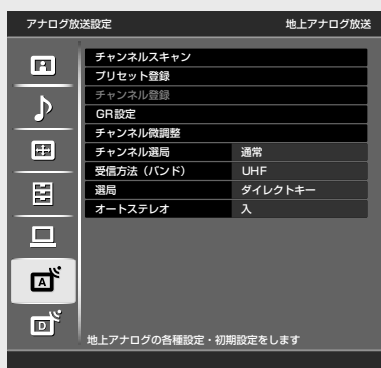 アナログ放送設定 地上アナログ放送
チャンネルスキャン
プリセット登録
チャンネル登録
GR設定
チャンネル微調整
チャンネル選局 通常
受信方法（バンド） UHF
選局 ダイレクトキー
オートステレオ 入
A
D
地上アナログの各種設定・初期設定をします